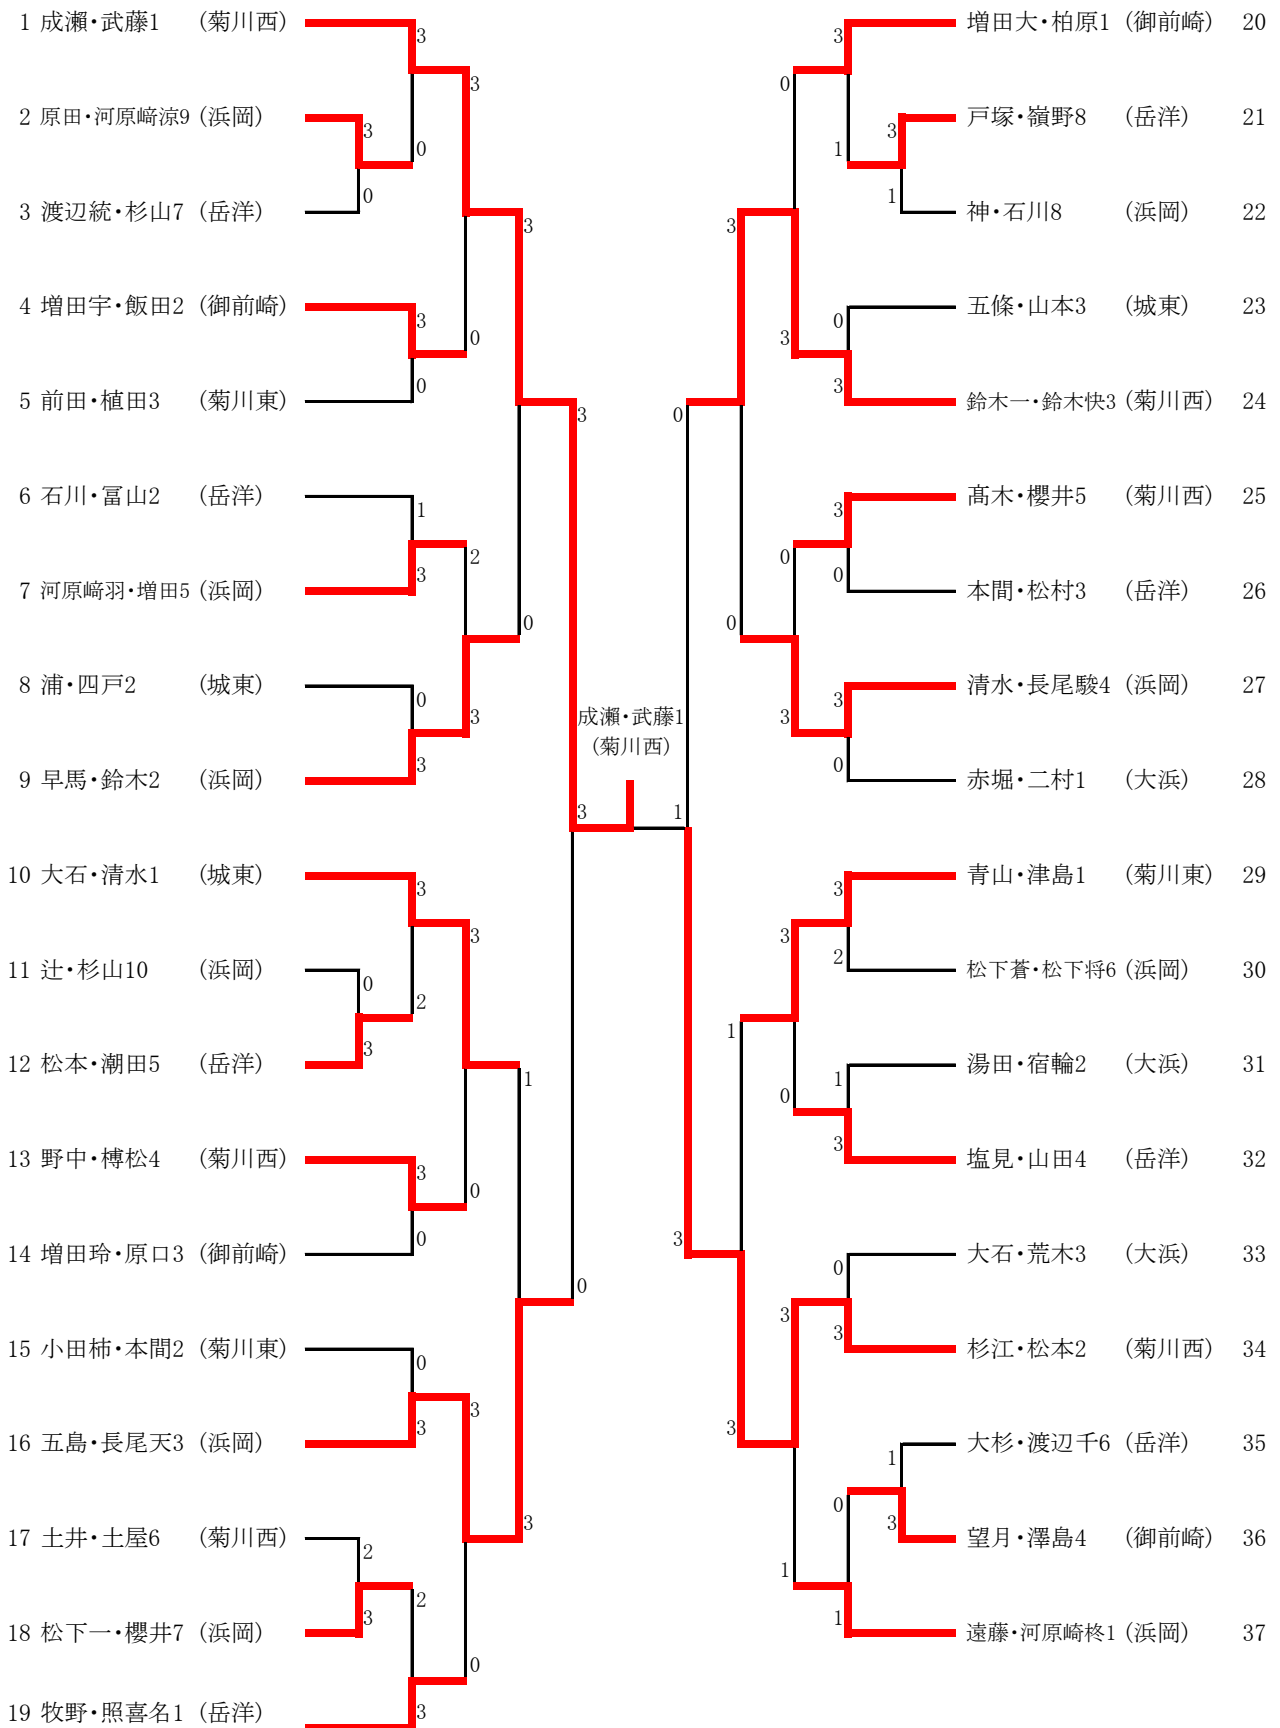 1 成瀬・武藤1 (菊川西)
3
3
2 原田・河原﨑涼9 (浜岡)
3
0
0
3 渡辺統・杉山7 (岳洋)
3
4 増田宇・飯田2 (御前崎)
3
0
0
5 前田・植田3 (菊川東)
3
6 石川・冨山2 (岳洋)
1
2
3
7 河原﨑羽・増田5 (浜岡)
0
8 浦・四戸2 (城東)
0
3
3
9 早馬・鈴木2 (浜岡)
3
10 大石・清水1 (城東)
3
3
11 辻・杉山10 (浜岡)
0
2
3
12 松本・潮田5 (岳洋)
1
13 野中・榑松4 (菊川西)
3
0
0
14 増田玲・原口3 (御前崎)
0
15 小田柿・本間2 (菊川東)
0
3
3
16 五島・長尾天3 (浜岡)
3
17 土井・土屋6 (菊川西)
2
2
3
18 松下一・櫻井7 (浜岡)
0
3
19 牧野・照喜名1 (岳洋)
成瀬・武藤1
(菊川西)
1
増田大・柏原1 (御前崎) 20
3
0
戸塚・嶺野8 (岳洋) 21
3
1
1
神・石川8 (浜岡) 22
3
五條・山本3 (城東) 23
0
3
3
鈴木一・鈴木快3 (菊川西) 24
0
髙木・櫻井5 (菊川西) 25
3
0
0
本間・松村3 (岳洋) 26
0
清水・長尾駿4 (浜岡) 27
3
3
0
赤堀・二村1 (大浜) 28
青山・津島1 (菊川東) 29
3
3
2
松下蒼・松下将6 (浜岡) 30
1
湯田・宿輪2 (大浜) 31
1
0
3
塩見・山田4 (岳洋) 32
3
大石・荒木3 (大浜) 33
0
3
3
杉江・松本2 (菊川西) 34
3
大杉・渡辺千6 (岳洋) 35
1
0
3
望月・澤島4 (御前崎) 36
1
1
遠藤・河原崎柊1 (浜岡) 37